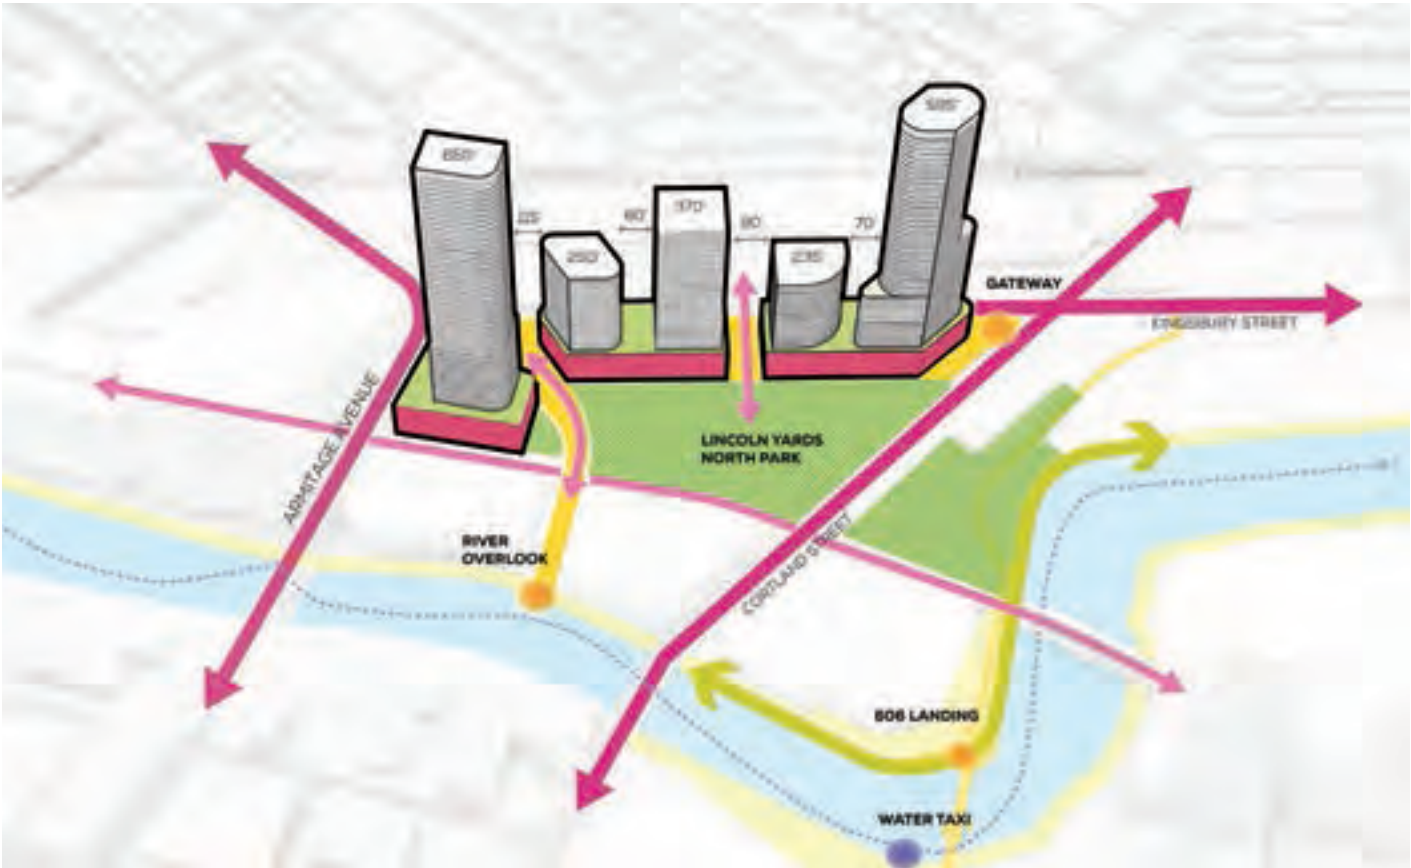 650'
125'
250'
60'
370'
80'
235'
70'
595'
GATEWAY
KINGSBURY STREET
ARMITAGE AVENUE
LINCOLN YARDS
NORTH PARK
RIVER
OVERLOOK
CORTLAND STREET
606 LANDING
WATER TAXI